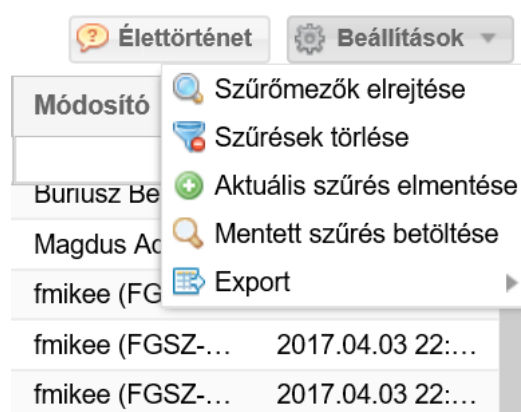 Élettörténet Beállítások
Módosító
Szűrőmezők elrejtése
Szűrések törlése
Aktuális szűrés elmentése
Mentett szűrés betöltése
Export
Buriusz Be
Magdus Ad
fmikee (FG
fmikee (FGSZ-… 2017.04.03 22:…
fmikee (FGSZ-… 2017.04.03 22:…